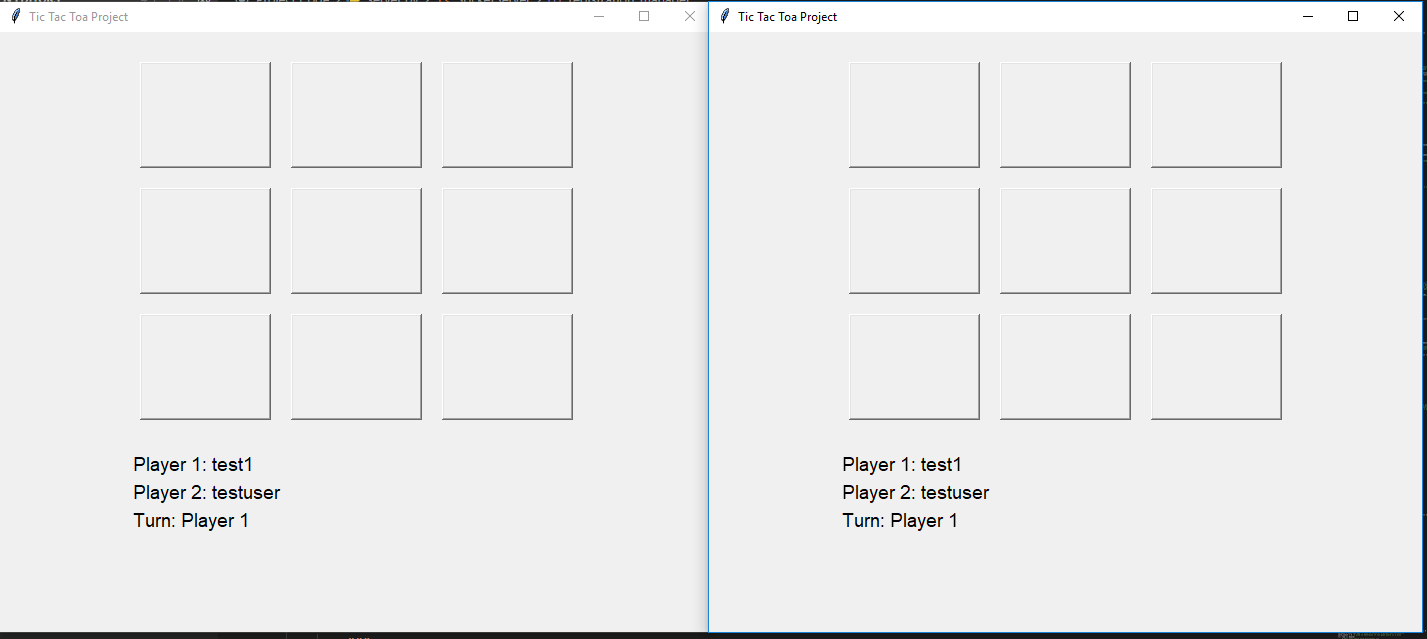 Tic Tac Toa Project
Player 1: test1
Player 2: testuser
Turn: Player 1
Tic Tac Toa Project
Player 1: test1
Player 2: testuser
Turn: Player 1